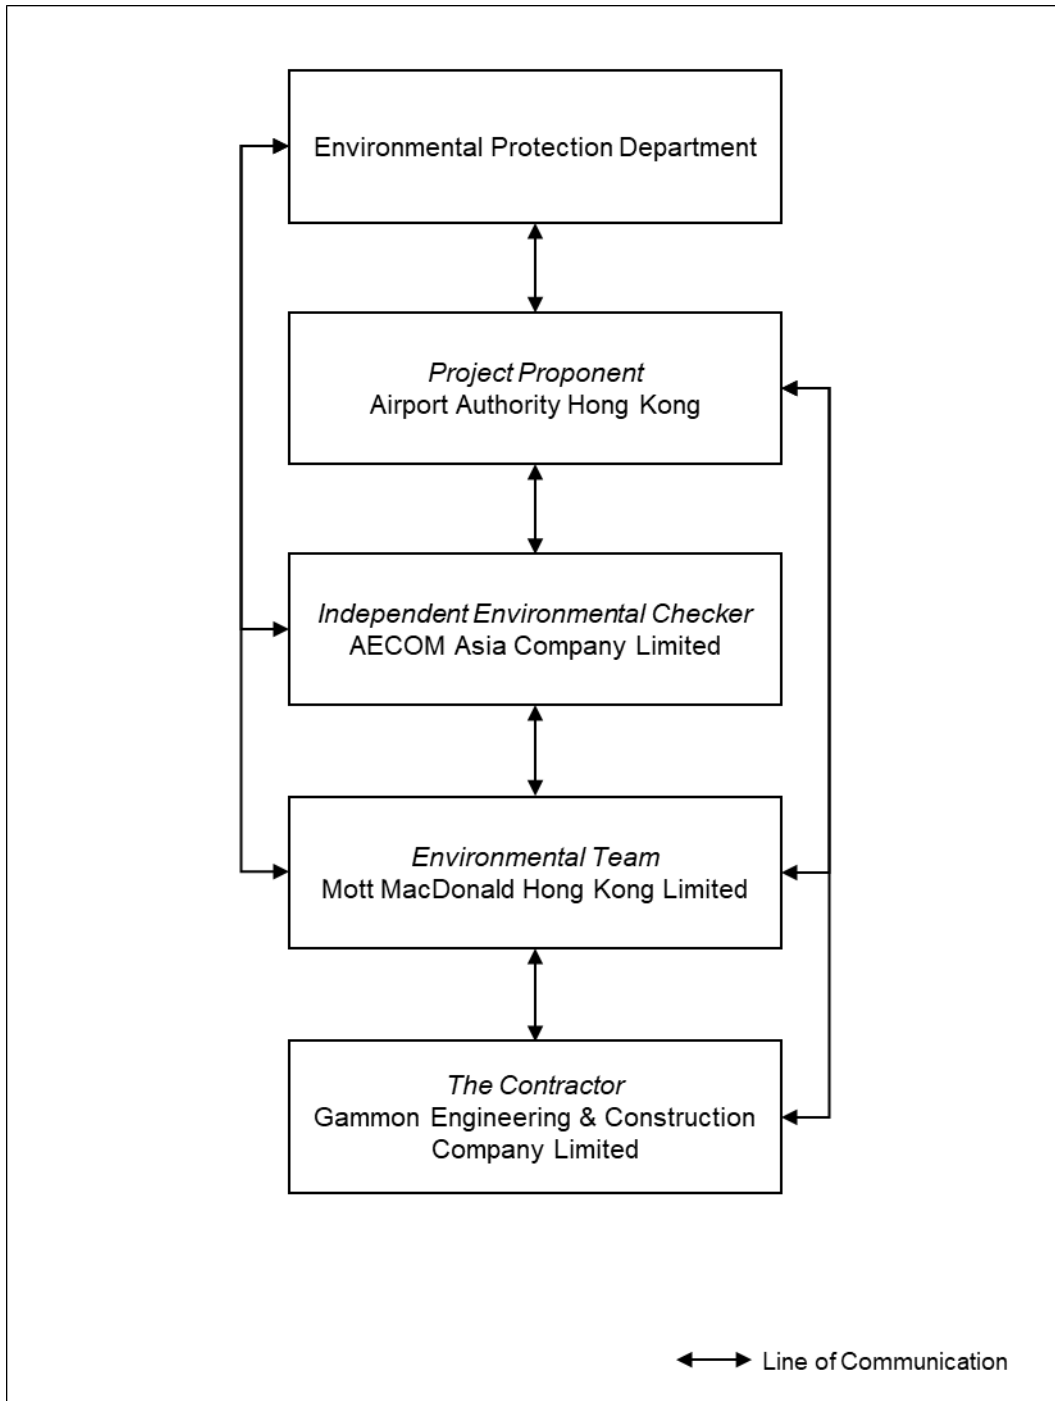 Environmental Protection Department
Project Proponent
Airport Authority Hong Kong
Independent Environmental Checker
AECOM Asia Company Limited
Environmental Team
Mott MacDonald Hong Kong Limited
The Contractor
Gammon Engineering & Construction
Company Limited
Line of Communication